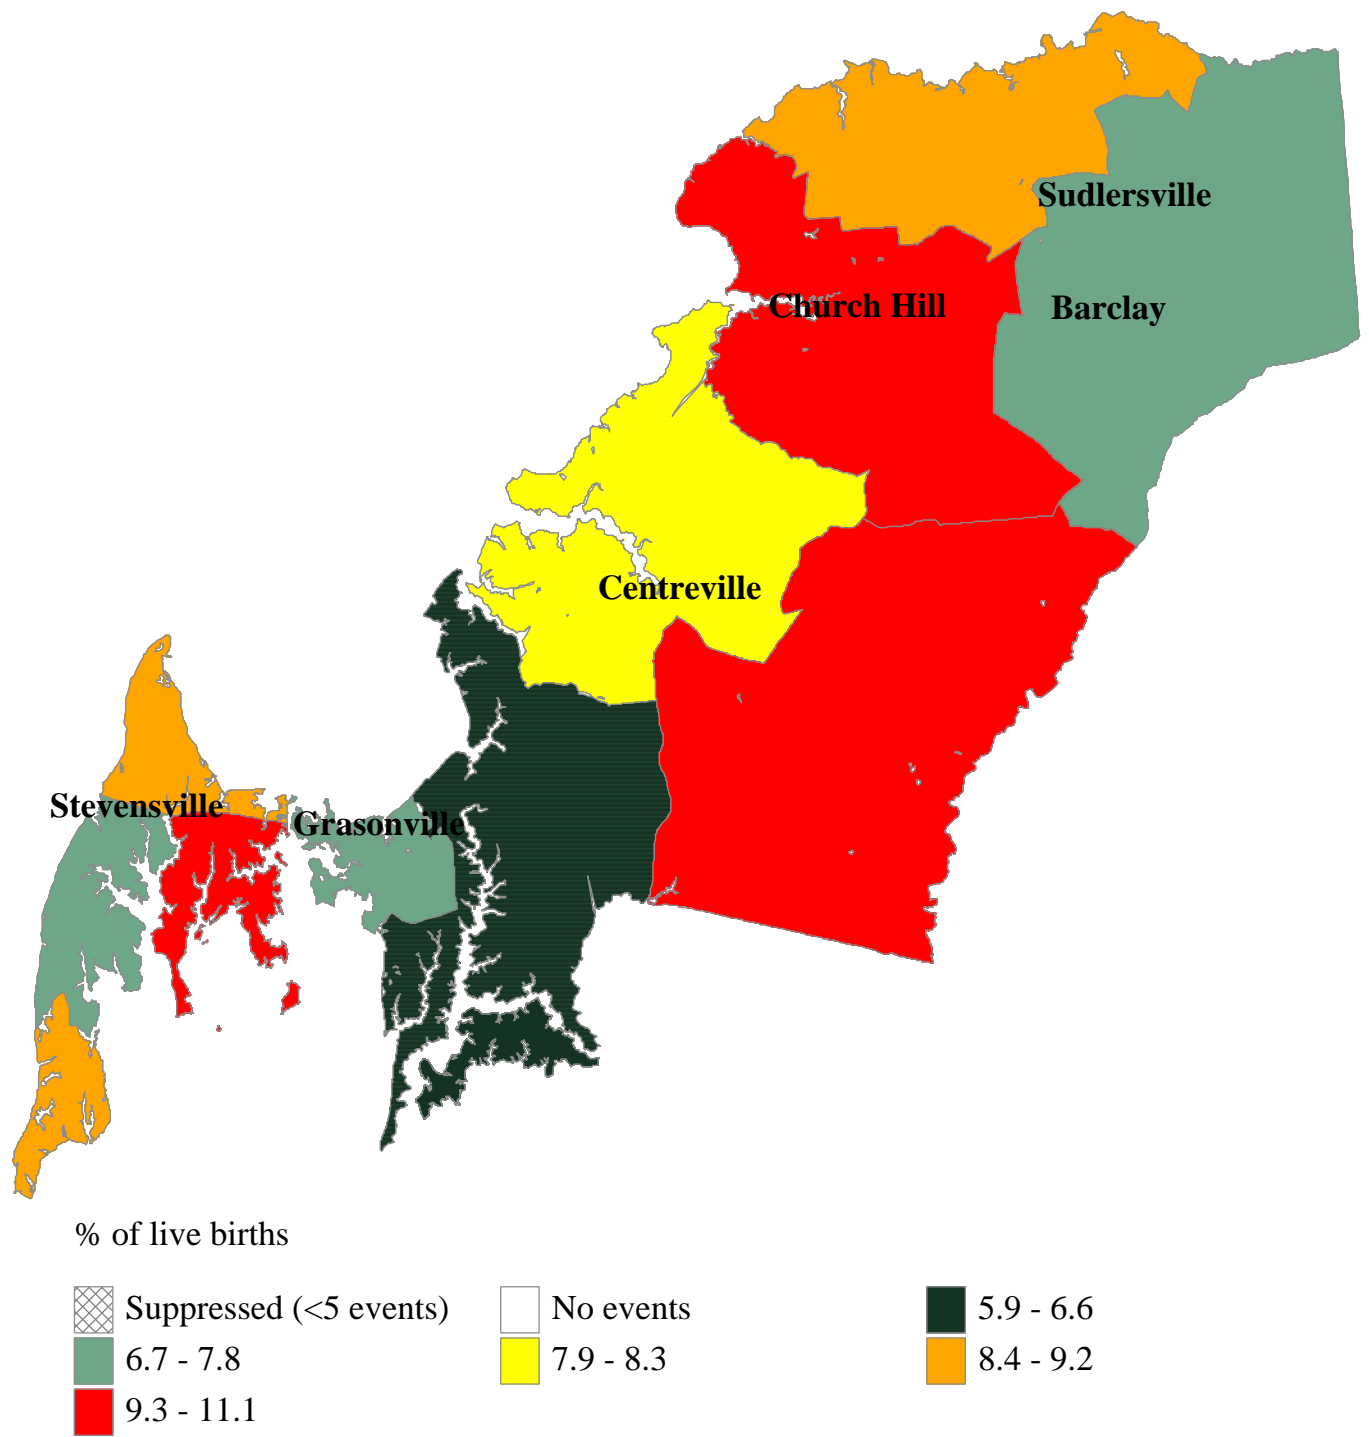 Sudlersville
Church Hill
Barclay
Centreville
Stevensville
Grasonville
% of live births
Suppressed (<5 events)
No events
5.9 - 6.6
6.7 - 7.8
7.9 - 8.3
8.4 - 9.2
9.3 - 11.1